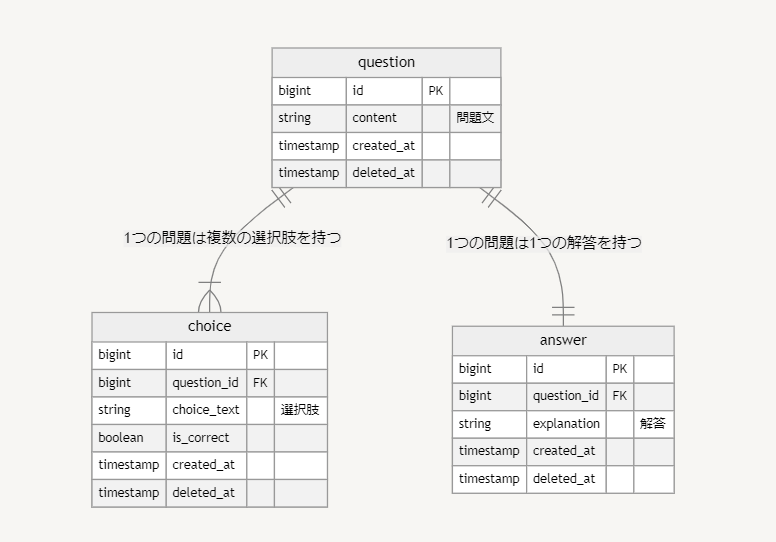 question
bigint id PK
string content 問題文
timestamp created_at
timestamp deleted_at
1つの問題は複数の選択肢を持つ
1つの問題は1つの解答を持つ
choice
bigint id PK
bigint question_id FK
string choice_text 選択肢
boolean is_correct
timestamp created_at
timestamp deleted_at
answer
bigint id PK
bigint question_id FK
string explanation 解答
timestamp created_at
timestamp deleted_at